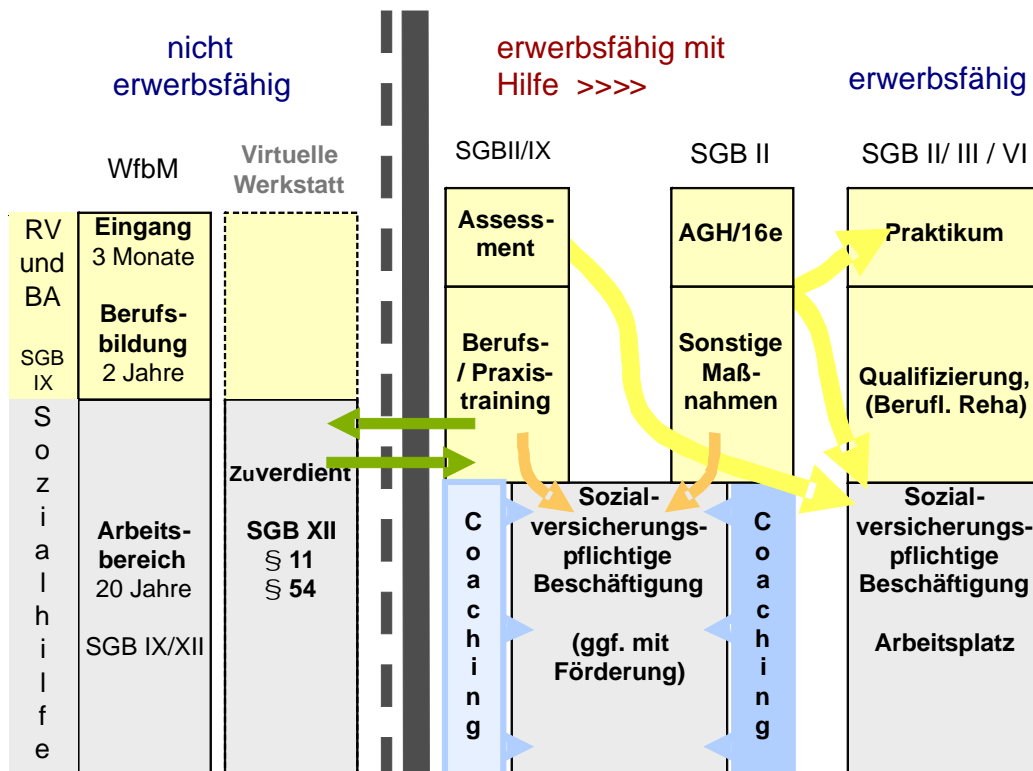 nicht
erwerbsfähig
erwerbsfähig mit
Hilfe >>>>
erwerbsfähig
WfbM
Virtuelle
Werkstatt
SGBII/IX
SGB II
SGB II/ III / VI
RV
und
BA
SGB
IX
Eingang
3 Monate
Berufs-
bildung
2 Jahre
Assess-
ment
AGH/16e
Praktikum
Berufs-
/ Praxis-
training
Sonstige
Maß-
nahmen
Qualifizierung,
(Berufl. Reha)
S
o
z
i
a
l
h
i
l
f
e
Arbeits-
bereich
20 Jahre
SGB IX/XII
Zuverdient
SGB XII
§ 11
§ 54
C
o
a
c
h
i
n
g
Sozial-
versicherungs-
pflichtige
Beschäftigung
(ggf. mit
Förderung)
C
o
a
c
h
i
n
g
Sozial-
versicherungs-
pflichtige
Beschäftigung
Arbeitsplatz